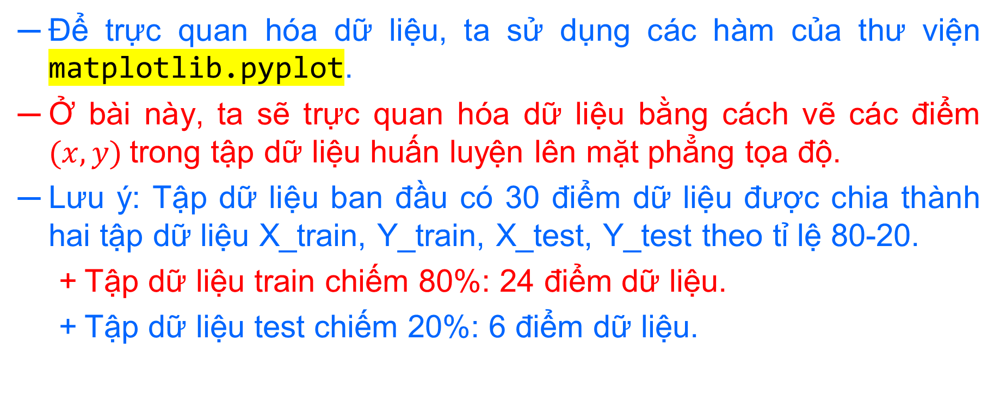 — Để trực quan hóa dữ liệu, ta sử dụng các hàm của thư viện
matplotlib.pyplot.
— Ở bài này, ta sẽ trực quan hóa dữ liệu bằng cách vẽ các điểm
(x, y) trong tập dữ liệu huấn luyện lên mặt phẳng tọa độ.
— Lưu ý: Tập dữ liệu ban đầu có 30 điểm dữ liệu được chia thành
hai tập dữ liệu X_train, Y_train, X_test, Y_test theo tỉ lệ 80-20.
+ Tập dữ liệu train chiếm 80%: 24 điểm dữ liệu.
+ Tập dữ liệu test chiếm 20%: 6 điểm dữ liệu.